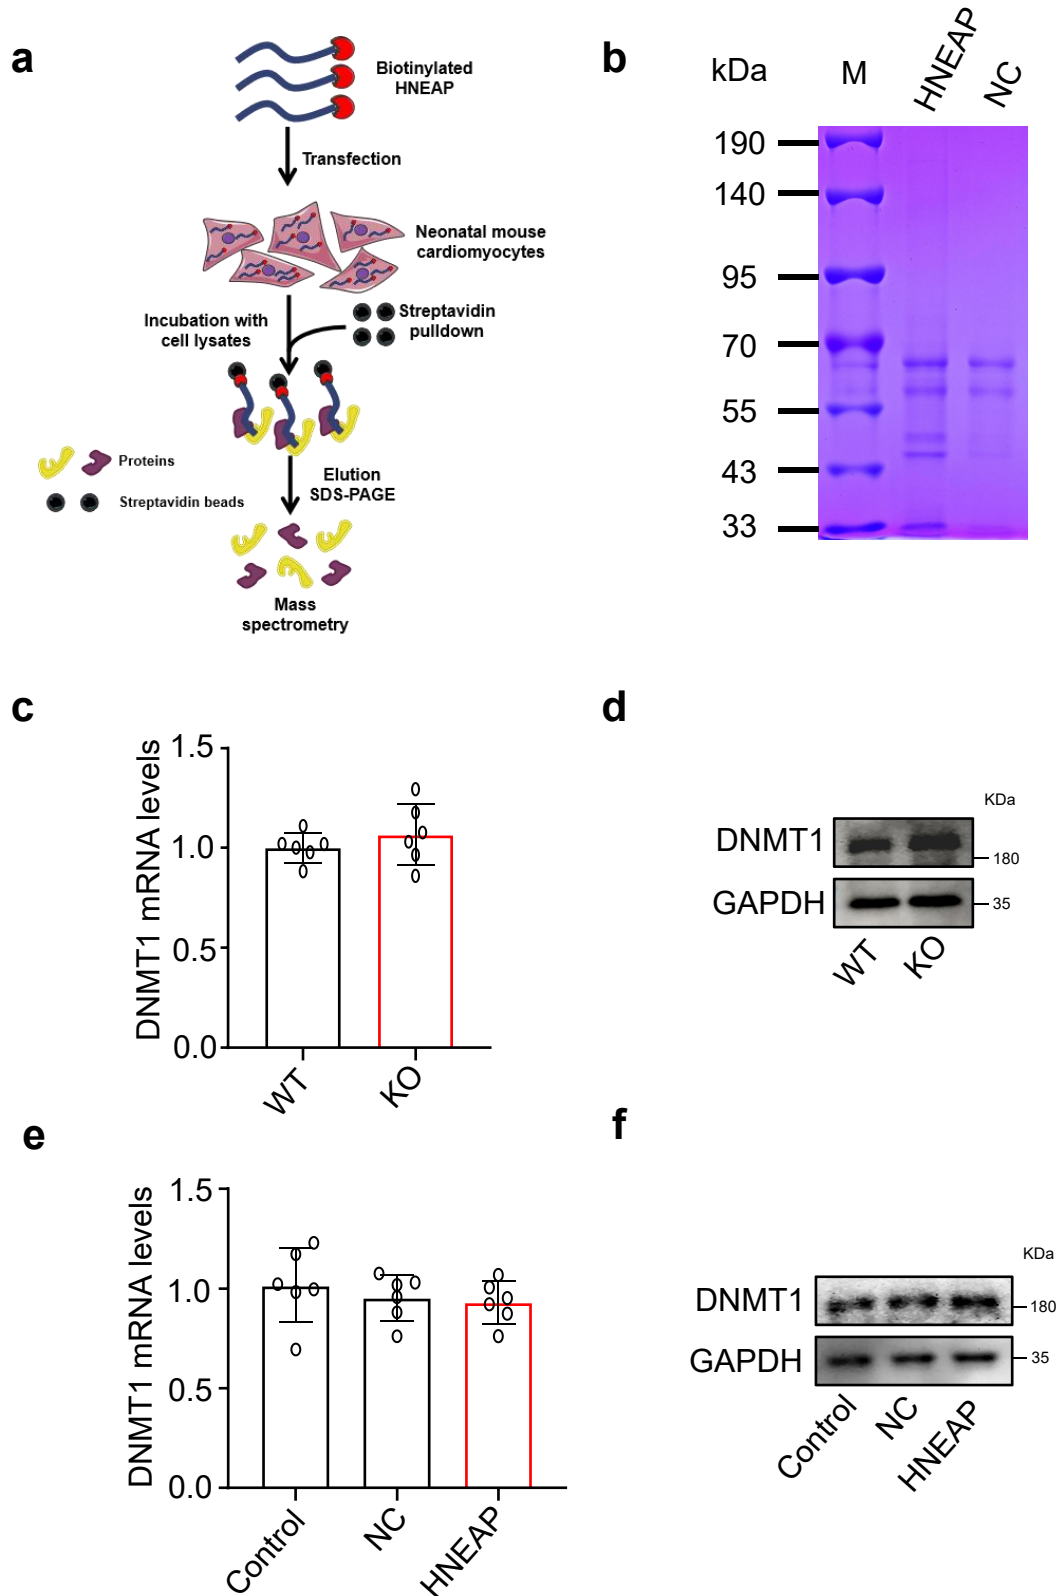 a
Biotinylated
HNEAP
Transfection
Neonatal mouse
cardiomyocytes
Incubation with
cell lysates
Streptavidin
pulldown
Proteins
Streptavidin beads
Elution
SDS-PAGE
Mass
spectrometry
b
kDa M HNEAP NC
190
140
95
70
55
43
33
c
DNMT1 mRNA levels
1.5
1.0
0.5
0.0
WT KO
d
KDa
DNMT1 180
GAPDH 35
WT KO
e
DNMT1 mRNA levels
1.5
1.0
0.5
0.0
Control NC HNEAP
f
KDa
DNMT1 180
GAPDH 35
Control NC HNEAP